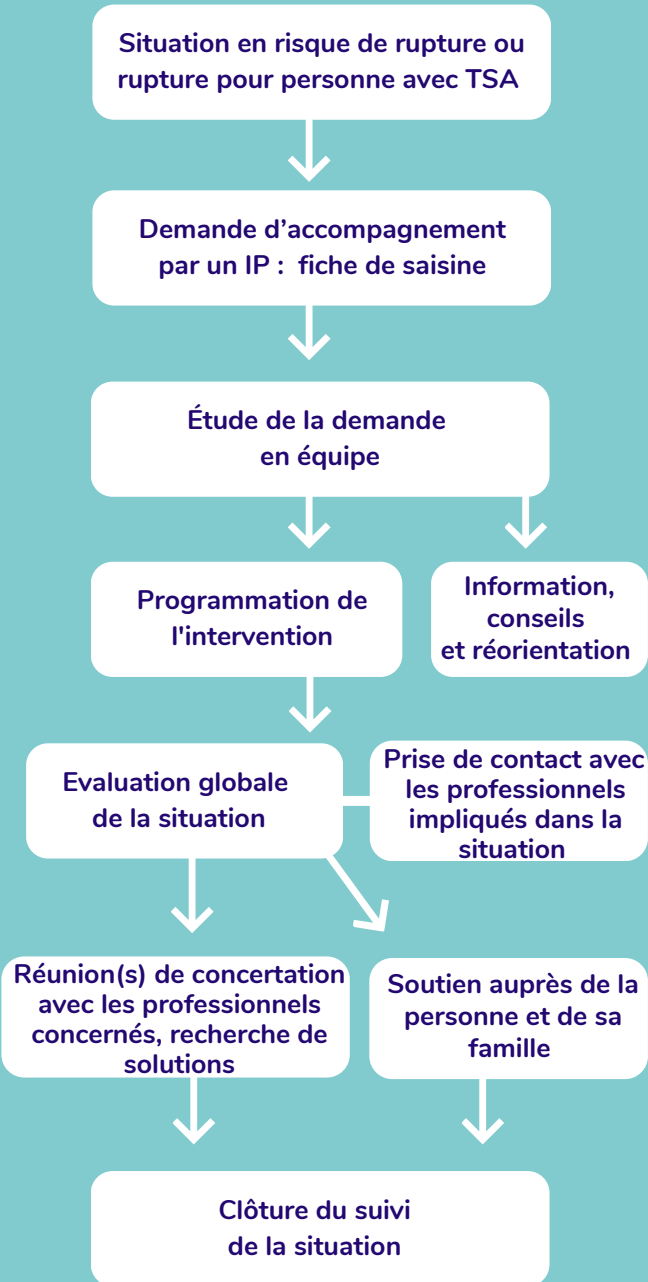 Situation en risque de rupture ou
rupture pour personne avec TSA
Demande d’accompagnement
par un IP :  fiche de saisine
Étude de la demande
en équipe
Programmation de
l'intervention
Information,
conseils
et réorientation
Evaluation globale
de la situation
Prise de contact avec
les professionnels
impliqués dans la
situation
Réunion(s) de concertation
avec les professionnels
concernés, recherche de
solutions
Soutien auprès de la
personne et de sa
famille
Clôture du suivi
de la situation